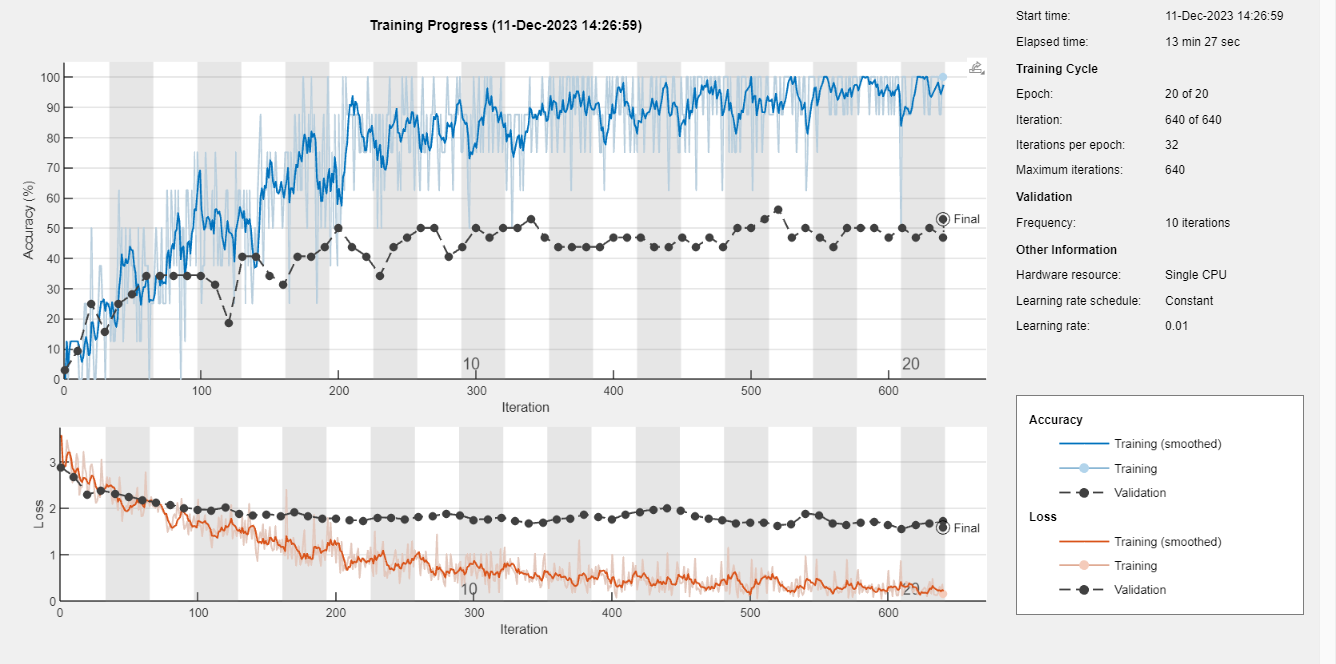 Training Progress (11-Dec-2023 14:26:59)
100
90
80
70
60
50
40
30
20
10
0
Accuracy (%)
Final
10
20
0
100
200
300
400
500
600
Iteration
3
2
1
0
Loss
Final
10
20
0
100
200
300
400
500
600
Iteration
Start time: 11-Dec-2023 14:26:59
Elapsed time: 13 min 27 sec
Training Cycle
Epoch: 20 of 20
Iteration: 640 of 640
Iterations per epoch: 32
Maximum iterations: 640
Validation
Frequency: 10 iterations
Other Information
Hardware resource: Single CPU
Learning rate schedule: Constant
Learning rate: 0.01
Accuracy
Training (smoothed)
Training
Validation
Loss
Training (smoothed)
Training
Validation